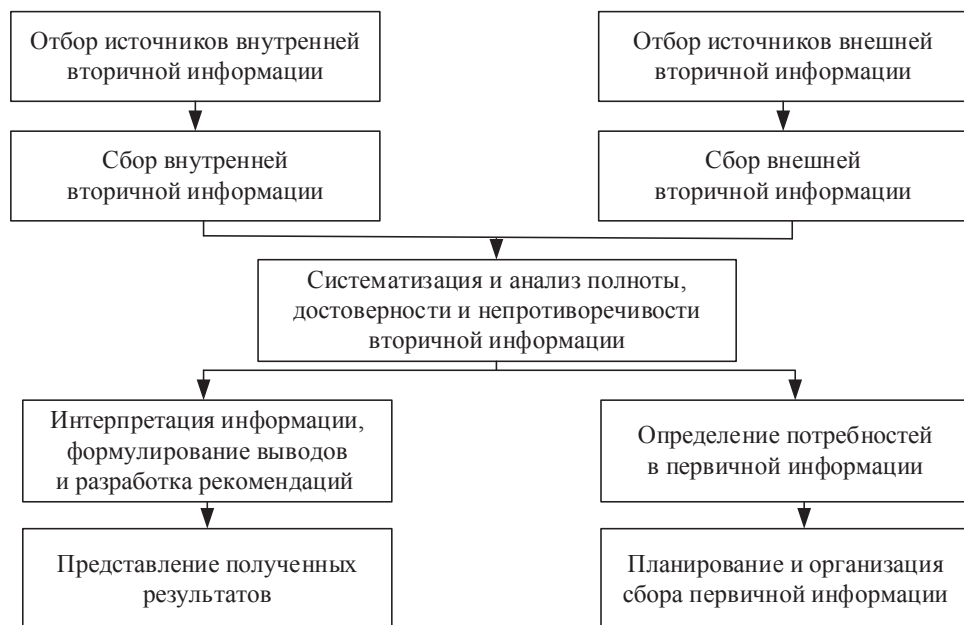 Отбор источников внутренней
вторичной информации
Отбор источников внешней
вторичной информации
Сбор внутренней
вторичной информации
Сбор внешней
вторичной информации
Систематизация и анализ полноты,
достоверности и непротиворечивости
вторичной информации
Интерпретация информации,
формулирование выводов
и разработка рекомендаций
Определение потребностей
в первичной информации
Представление полученных
результатов
Планирование и организация
сбора первичной информации